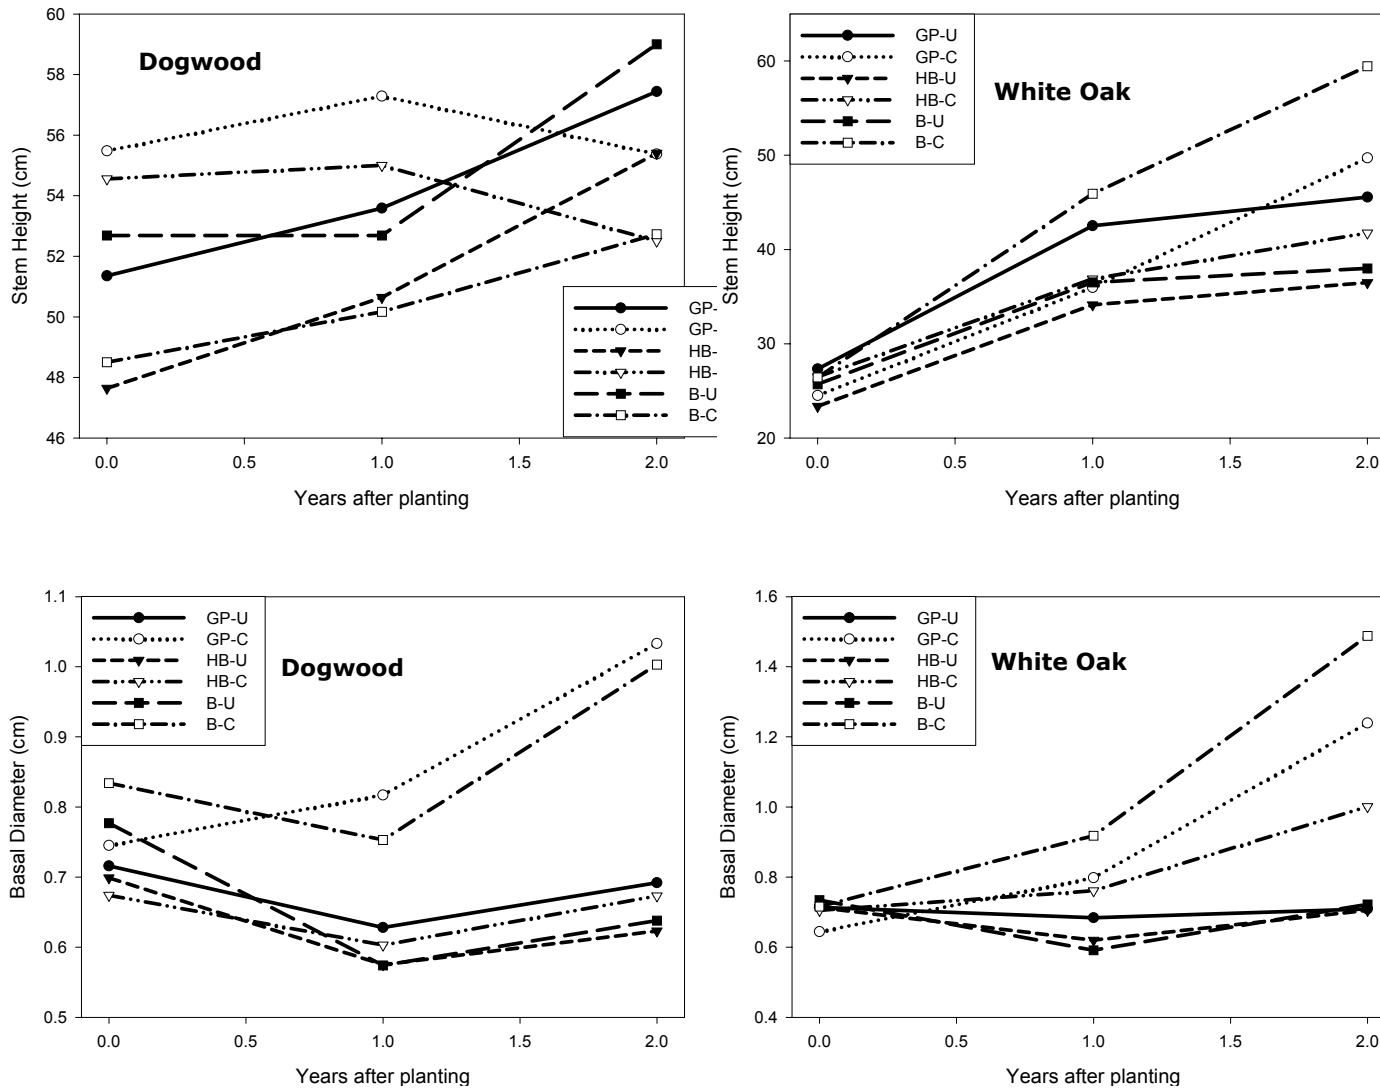 Dogwood
Stem Height (cm)
60
58
56
54
52
50
48
46
0.0
0.5
1.0
1.5
2.0
Years after planting
GP-
GP-
HB-
HB-
B-U
B-C
White Oak
Stem Height (cm)
60
50
40
30
20
0.0
0.5
1.0
1.5
2.0
Years after planting
GP-U
GP-C
HB-U
HB-C
B-U
B-C
Dogwood
Basal Diameter (cm)
1.1
1.0
0.9
0.8
0.7
0.6
0.5
0.0
0.5
1.0
1.5
2.0
Years after planting
GP-U
GP-C
HB-U
HB-C
B-U
B-C
White Oak
Basal Diameter (cm)
1.6
1.4
1.2
1.0
0.8
0.6
0.4
0.0
0.5
1.0
1.5
2.0
Years after planting
GP-U
GP-C
HB-U
HB-C
B-U
B-C